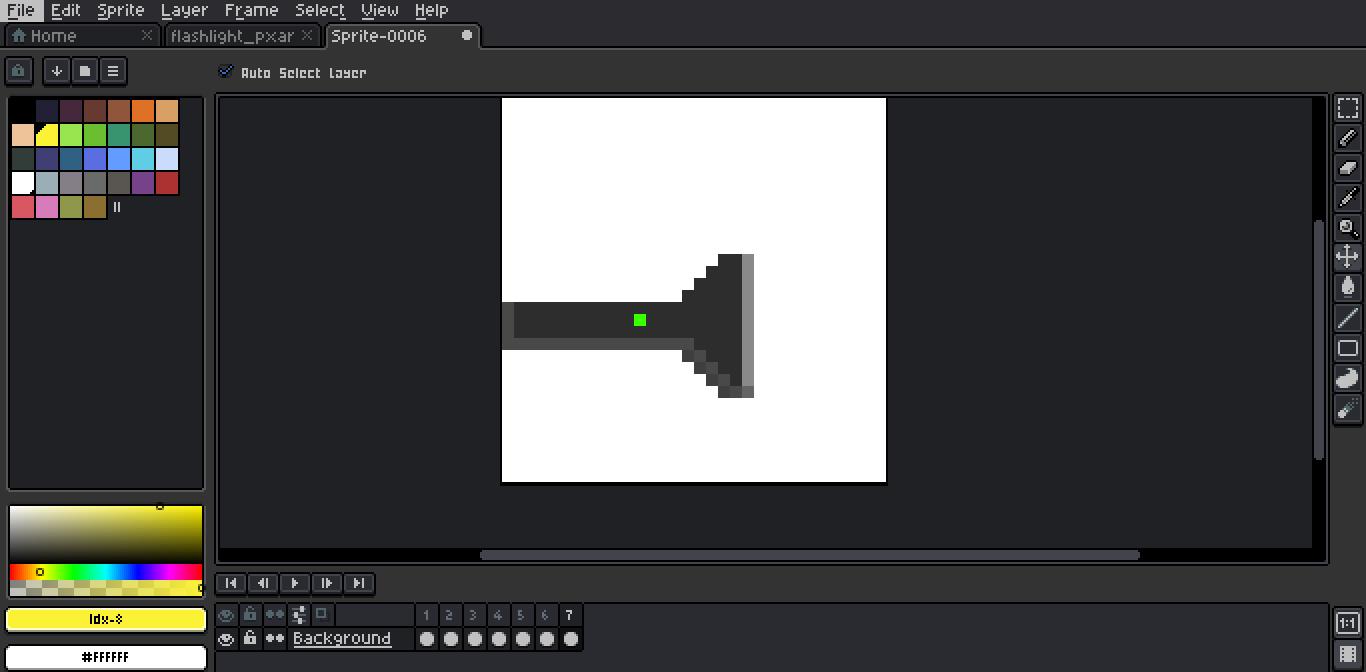 File Edit Sprite Layer Frame Select View Help
Home flashlight_pxar Sprite-0006
Auto Select Layer
1 2 3 4 5 6 7
Idx-8
Background
#FFFFFF
1:1